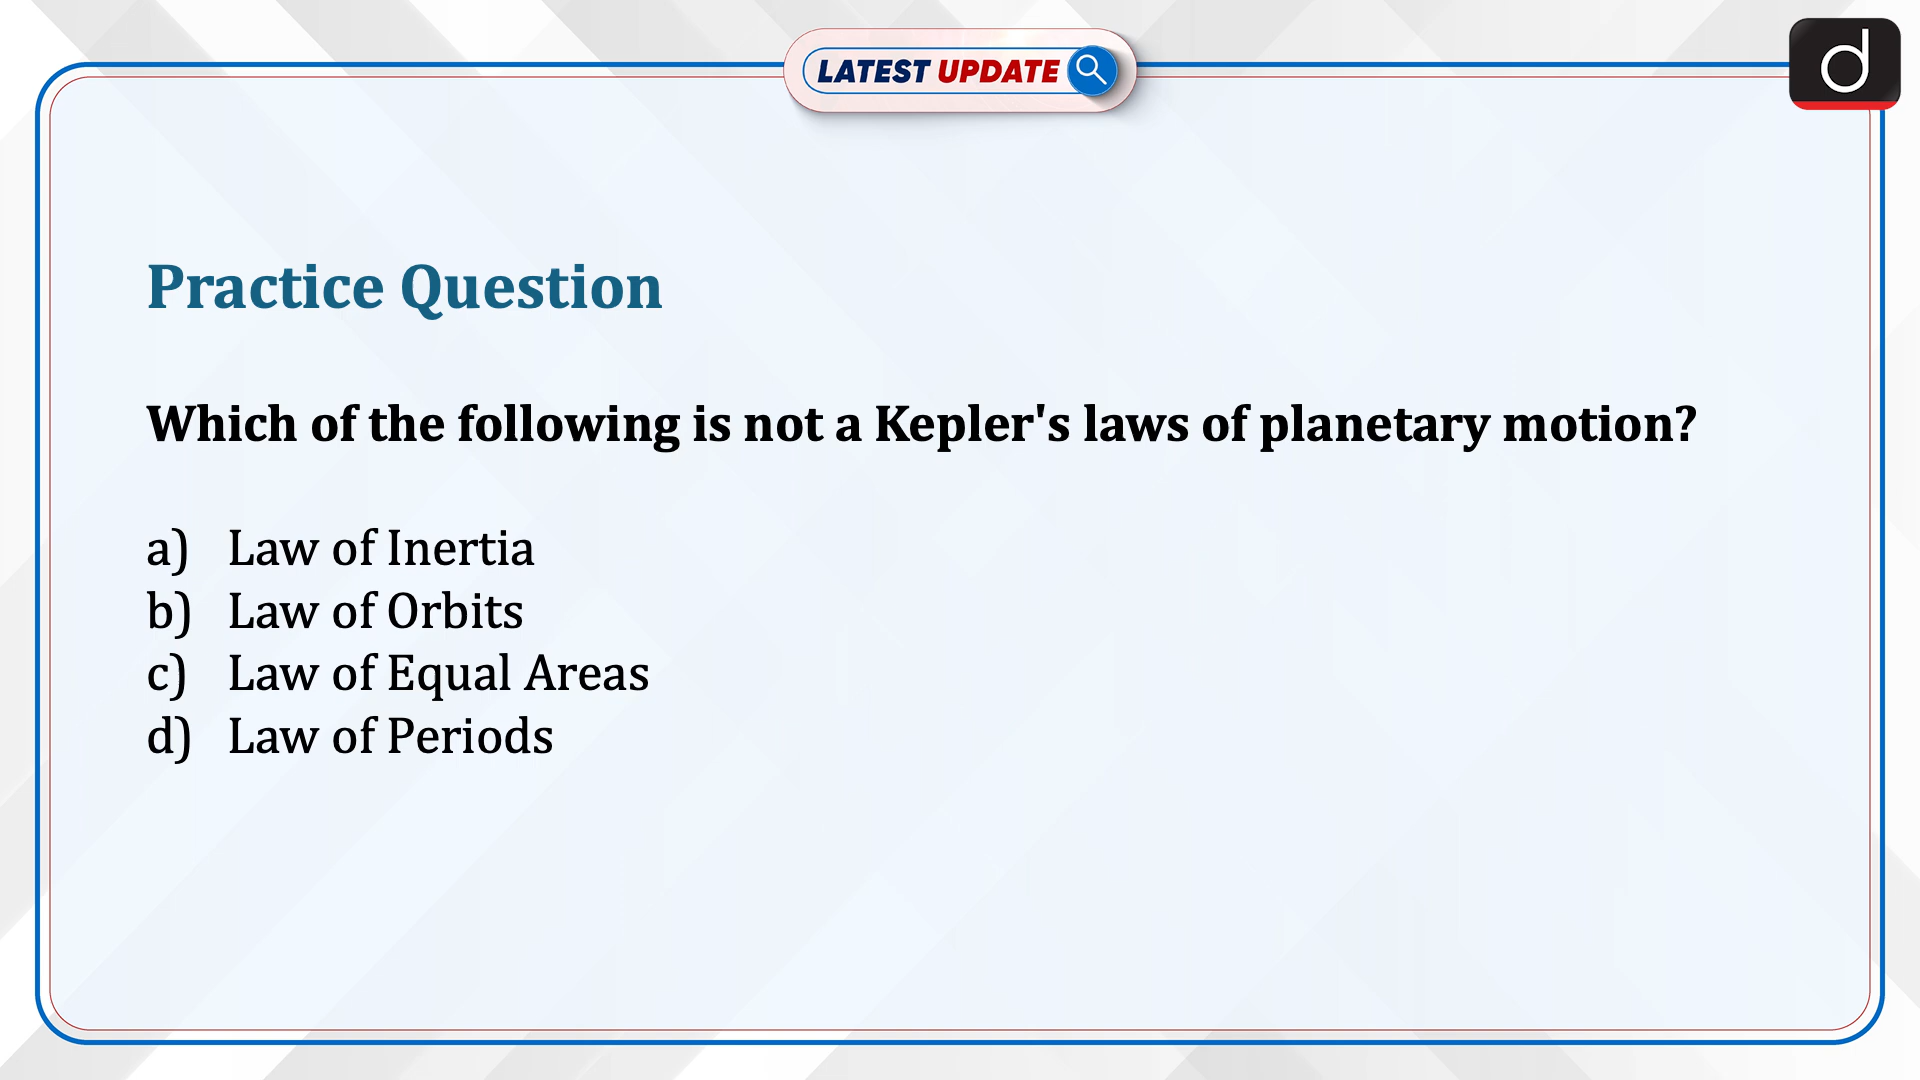 LATEST UPDATE
d
Practice Question
Which of the following is not a Kepler's laws of planetary motion?
a) Law of Inertia
b) Law of Orbits
c) Law of Equal Areas
d) Law of Periods